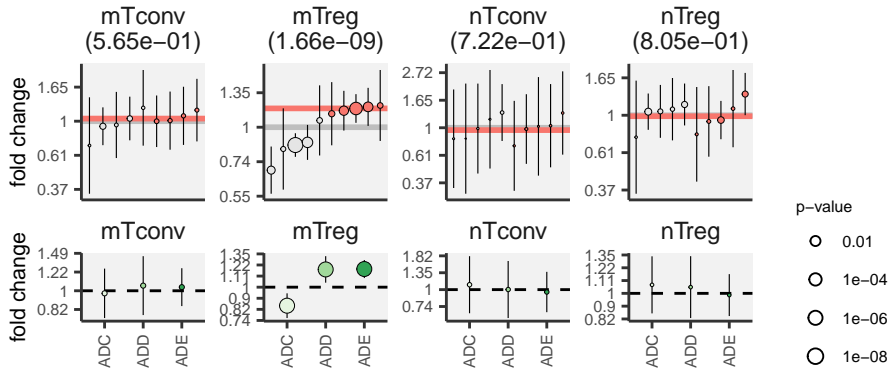 mTconv
(5.65e−01)
mTreg
(1.66e−09)
nTconv
(7.22e−01)
nTreg
(8.05e−01)
fold change
1.65
1
0.61
0.37
1.35
1
0.74
0.55
2.72
1.65
1
0.61
0.37
1.65
1
0.61
0.37
mTconv
mTreg
nTconv
nTreg
fold change
1.49
1.22
1
0.82
1.35
1.22
1.11
1
0.9
0.82
0.74
1.82
1.35
1
0.74
1.35
1.22
1.11
1
0.9
0.82
ADC
ADD
ADE
ADC
ADD
ADE
ADC
ADD
ADE
ADC
ADD
ADE
p−value
0.01
1e−04
1e−06
1e−08